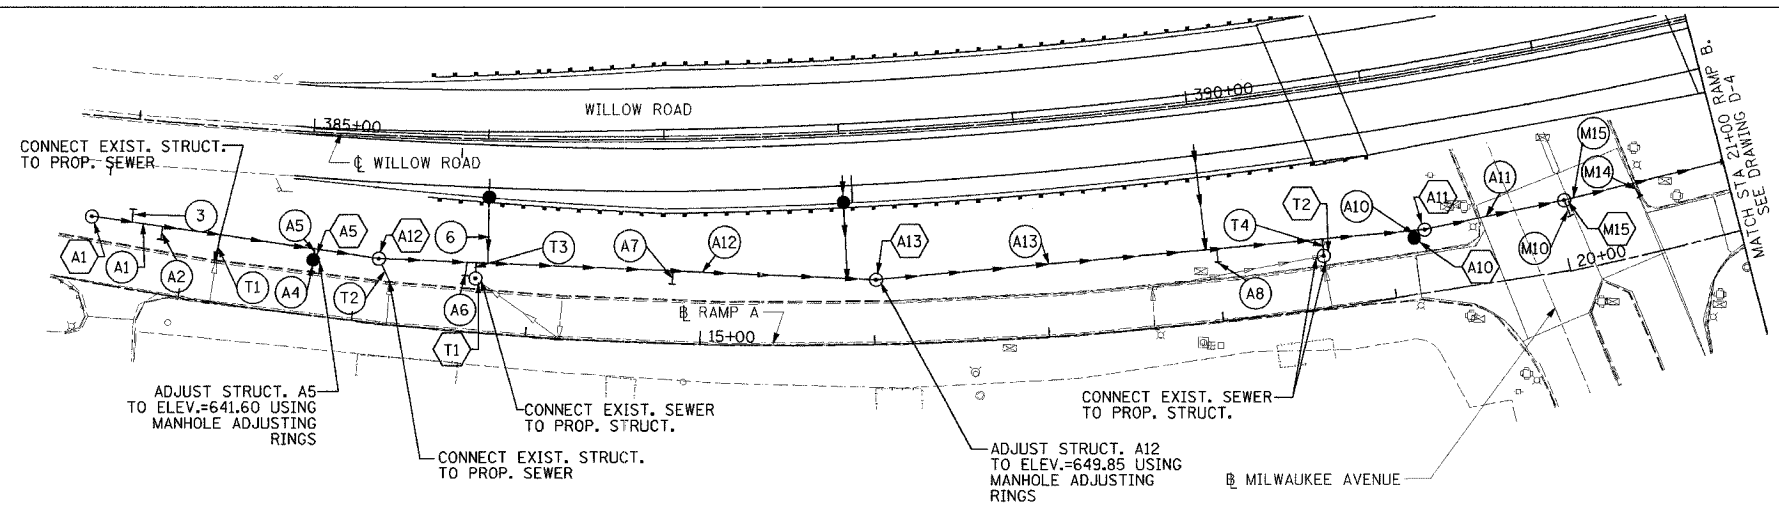 WILLOW ROAD
385+00
390+00
℄ WILLOW ROAD
CONNECT EXIST. STRUCT.
TO PROP. SEWER
MATCH STA. 21+00 RAMP B.
SEE DRAWING D-4
3
A1
A1
A2
T1
A5
A5
A4
A12
T2
6
T3
A6
T1
A7
A12
A13
A13
T4
T2
A8
A10
A11
A10
A11
M15
M14
M10
M15
20+00
℔ RAMP A
15+00
ADJUST STRUCT. A5
TO ELEV.=641.60 USING
MANHOLE ADJUSTING
RINGS
CONNECT EXIST. SEWER
TO PROP. STRUCT.
CONNECT EXIST. STRUCT.
TO PROP. SEWER
ADJUST STRUCT. A12
TO ELEV.=649.85 USING
MANHOLE ADJUSTING
RINGS
CONNECT EXIST. SEWER
TO PROP. STRUCT.
℔ MILWAUKEE AVENUE